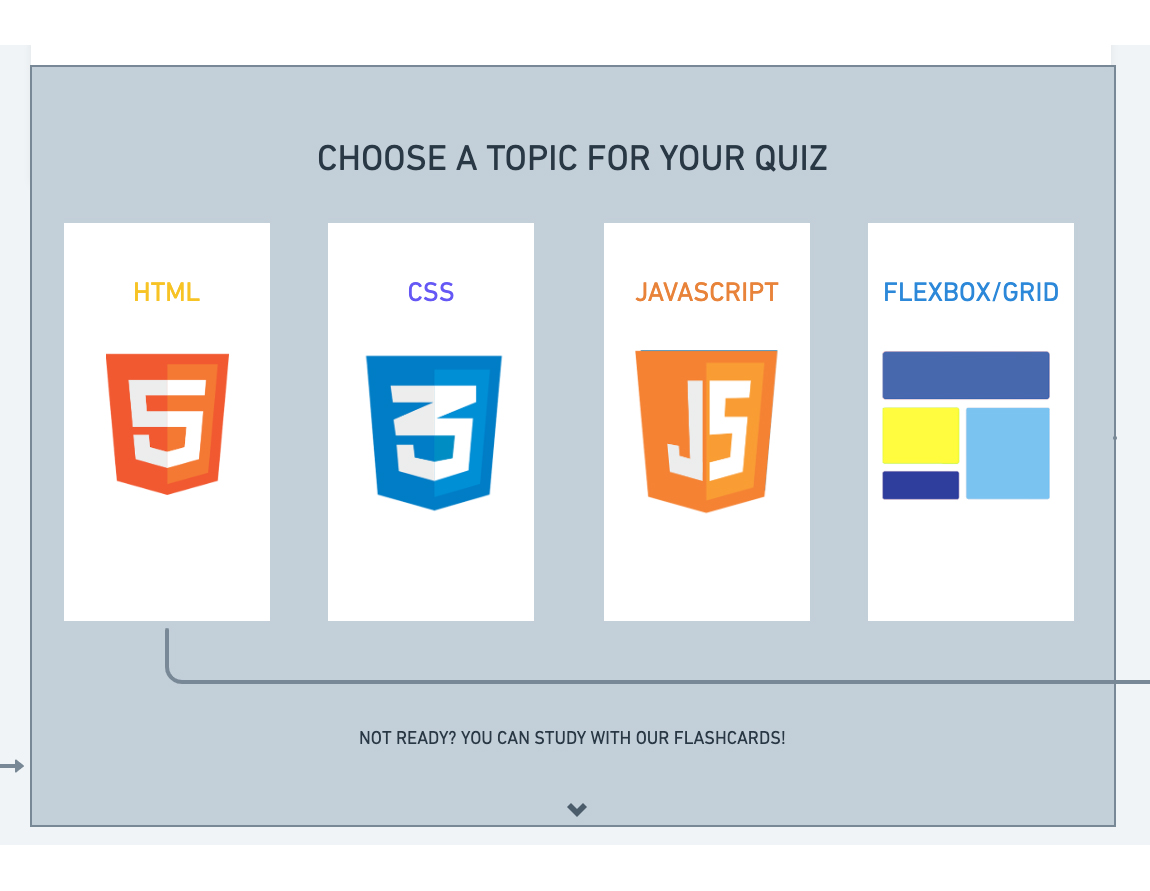 CHOOSE A TOPIC FOR YOUR QUIZ
HTML
CSS
JAVASCRIPT
FLEXBOX/GRID
5
3
JS
NOT READY? YOU CAN STUDY WITH OUR FLASHCARDS!